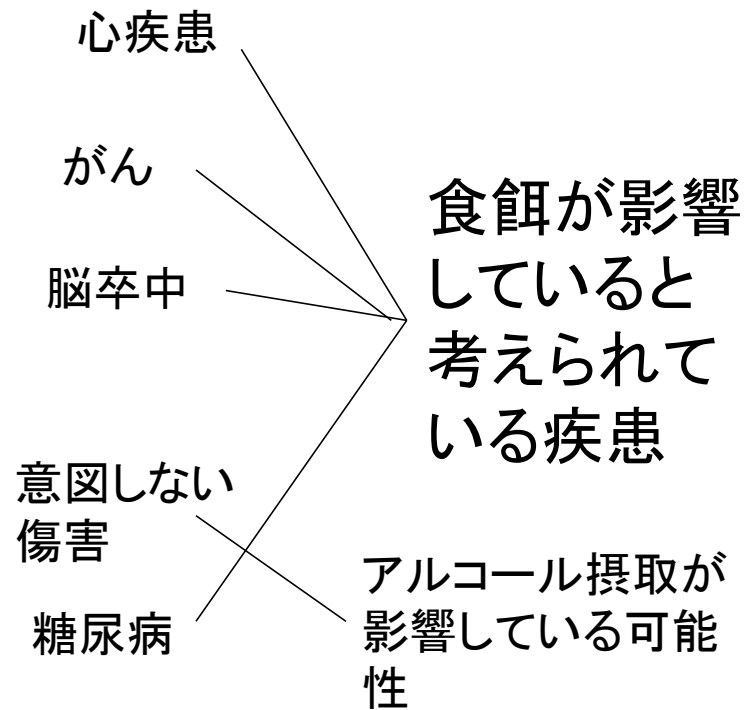 心疾患
がん
脳卒中
食餌が影響
していると
考えられて
いる疾患
意図しない
傷害
糖尿病
アルコール摂取が
影響している可能
性